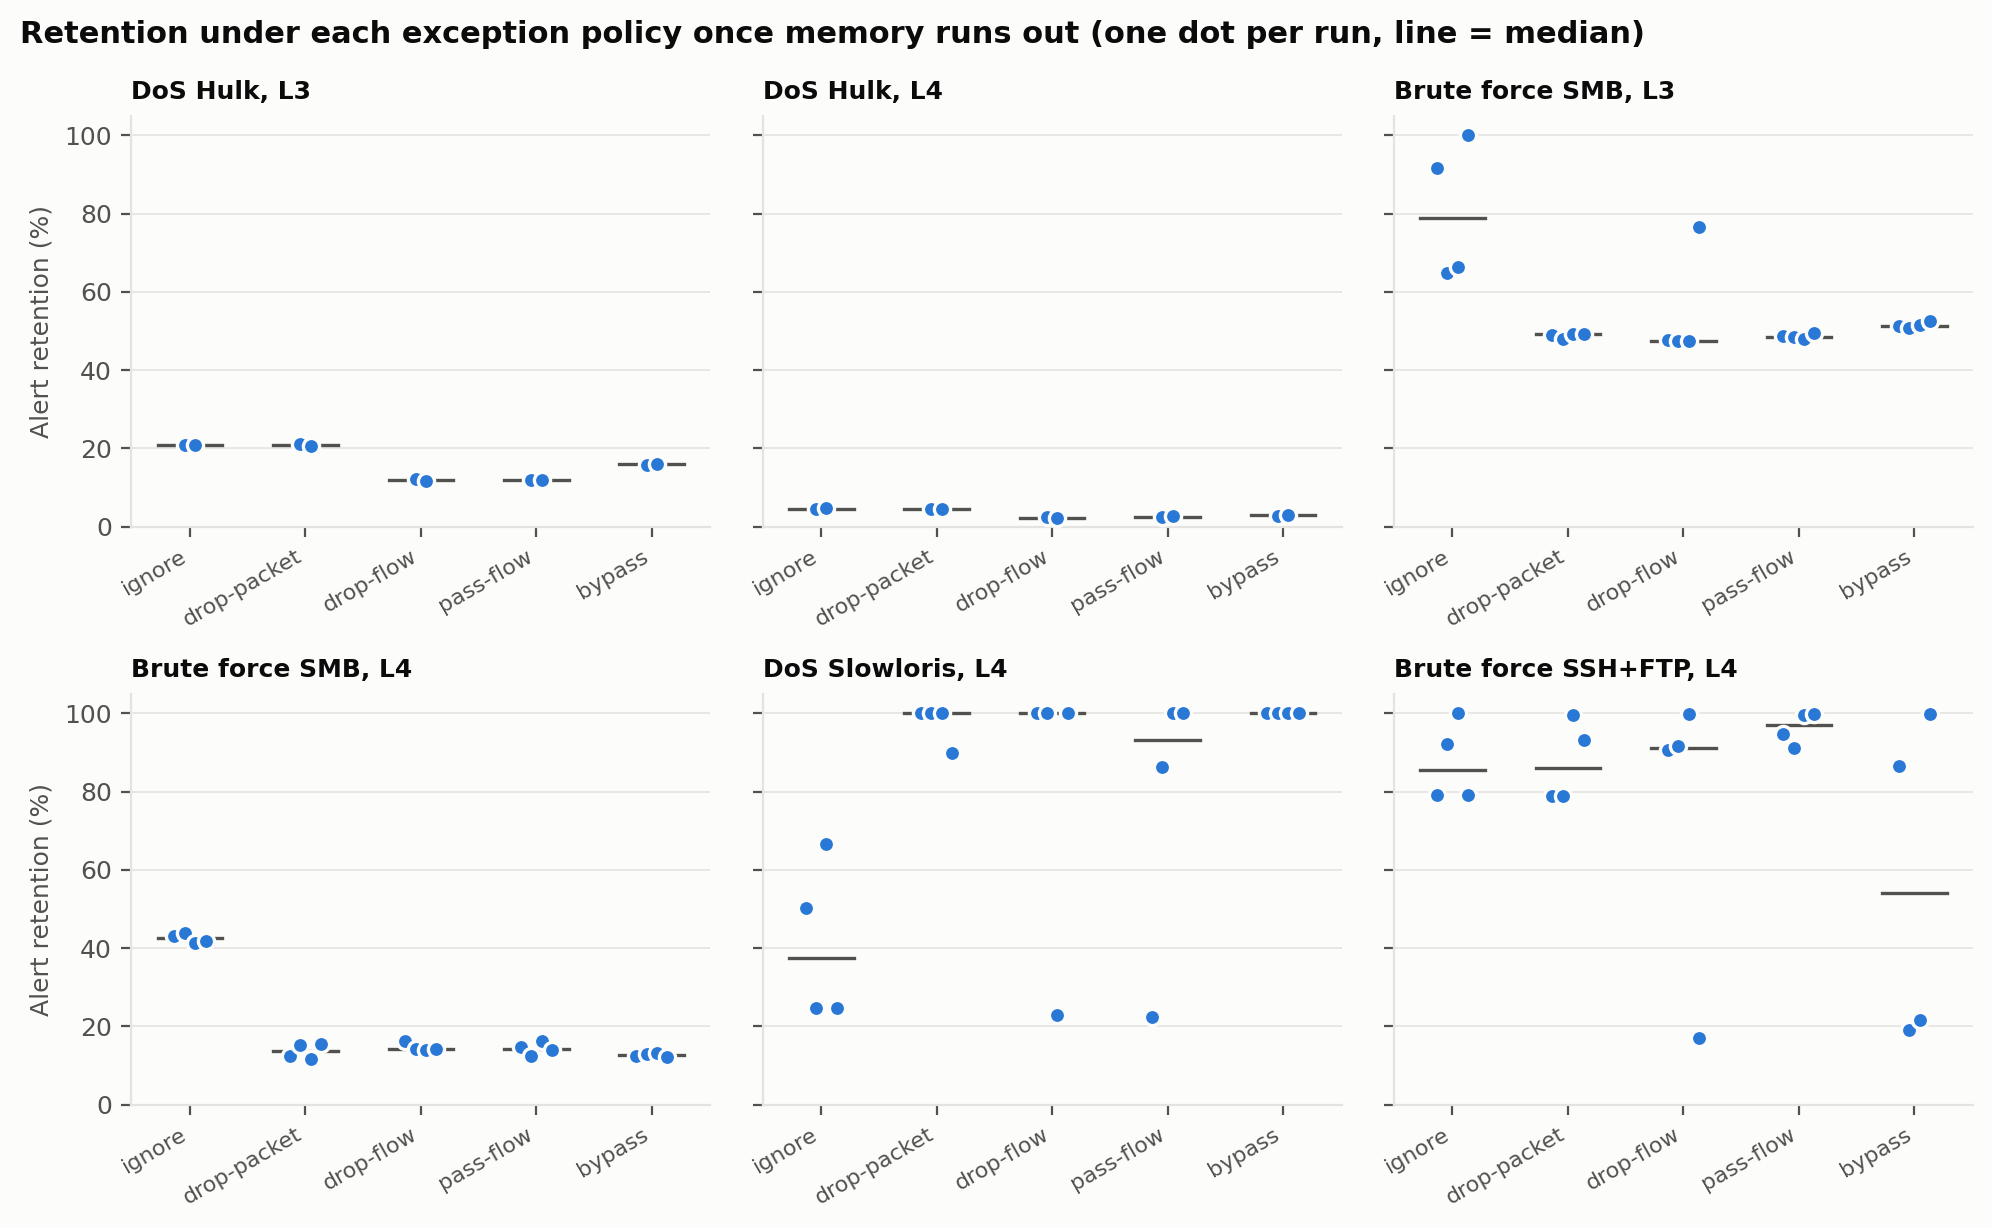 Retention under each exception policy once memory runs out (one dot per run, line = median)
DoS Hulk, L3
DoS Hulk, L4
Brute force SMB, L3
Alert retention (%)
100
80
60
40
20
0
ignore
drop-packet
drop-flow
pass-flow
bypass
ignore
drop-packet
drop-flow
pass-flow
bypass
ignore
drop-packet
drop-flow
pass-flow
bypass
Brute force SMB, L4
DoS Slowloris, L4
Brute force SSH+FTP, L4
Alert retention (%)
100
80
60
40
20
0
ignore
drop-packet
drop-flow
pass-flow
bypass
ignore
drop-packet
drop-flow
pass-flow
bypass
ignore
drop-packet
drop-flow
pass-flow
bypass